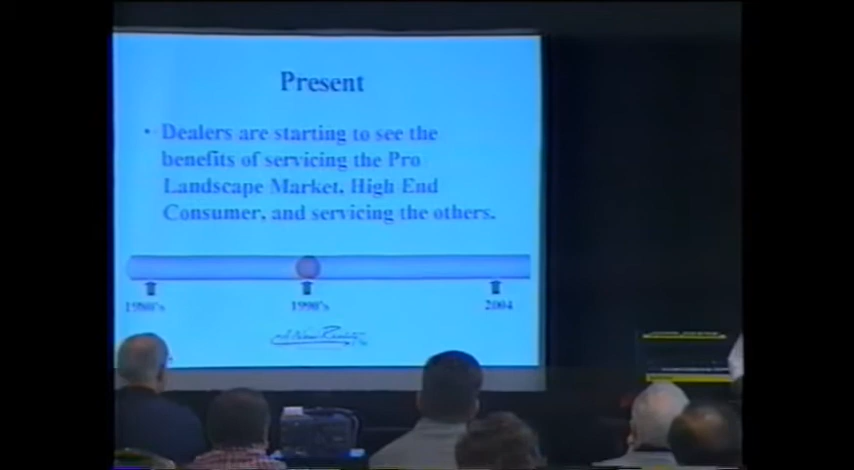 Present
• Dealers are starting to see the
benefits of servicing the Pro
Landscape Market, High End
Consumer, and servicing the others.
1980's 1990's 2004